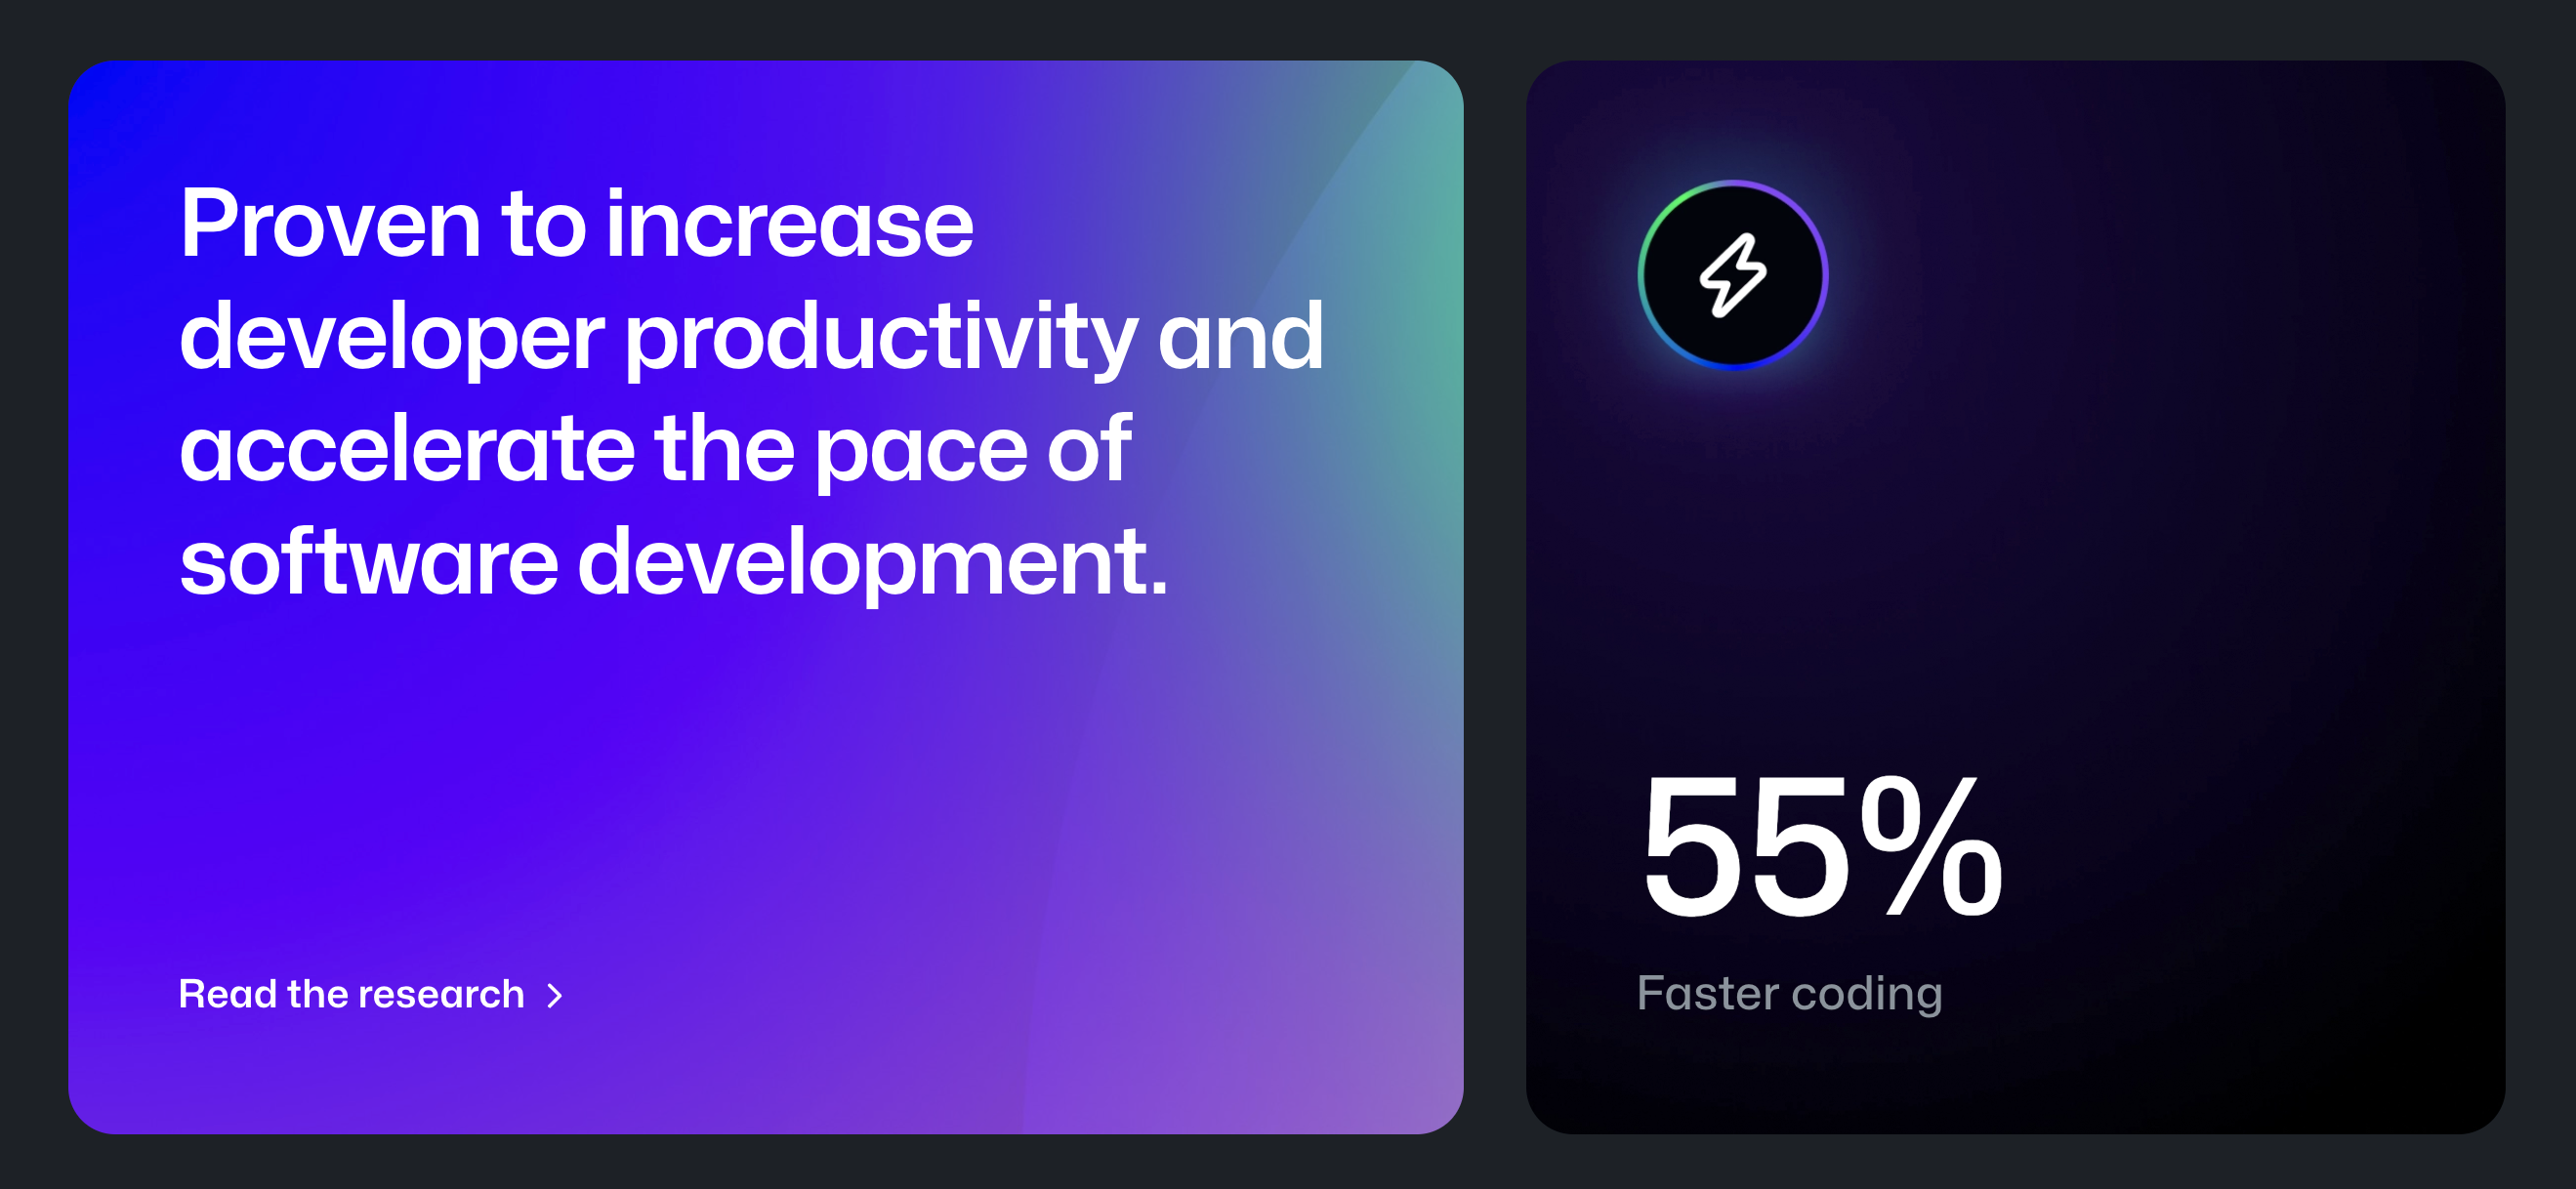 Proven to increase
developer productivity and
accelerate the pace of
software development.
Read the research
55%
Faster coding